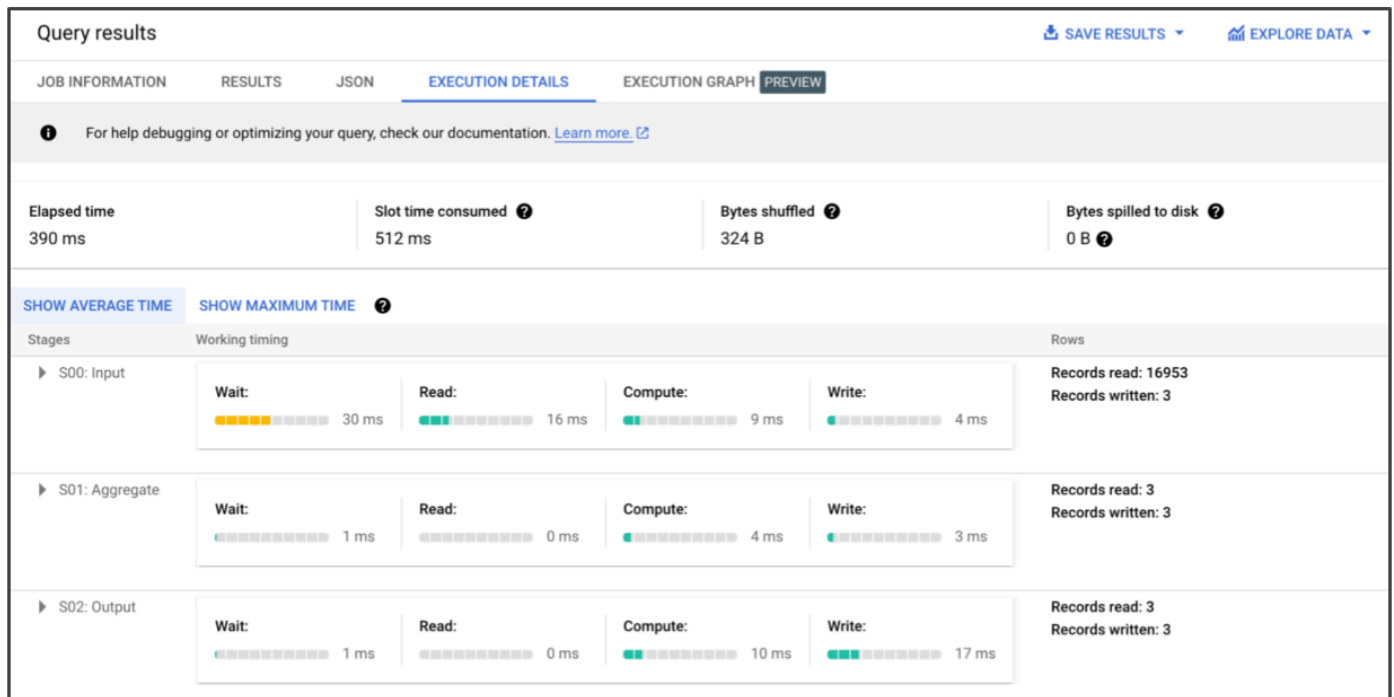 Query results
SAVE RESULTS
EXPLORE DATA
JOB INFORMATION RESULTS JSON EXECUTION DETAILS EXECUTION GRAPH PREVIEW
For help debugging or optimizing your query, check our documentation. Learn more.
Elapsed time Slot time consumed Bytes shuffled Bytes spilled to disk
390 ms 512 ms 324 B 0 B
SHOW AVERAGE TIME SHOW MAXIMUM TIME
Stages Working timing Rows
S00: Input
Wait: Read: Compute: Write:
30 ms 16 ms 9 ms 4 ms
Records read: 16953
Records written: 3
S01: Aggregate
Wait: Read: Compute: Write:
1 ms 0 ms 4 ms 3 ms
Records read: 3
Records written: 3
S02: Output
Wait: Read: Compute: Write:
1 ms 0 ms 10 ms 17 ms
Records read: 3
Records written: 3